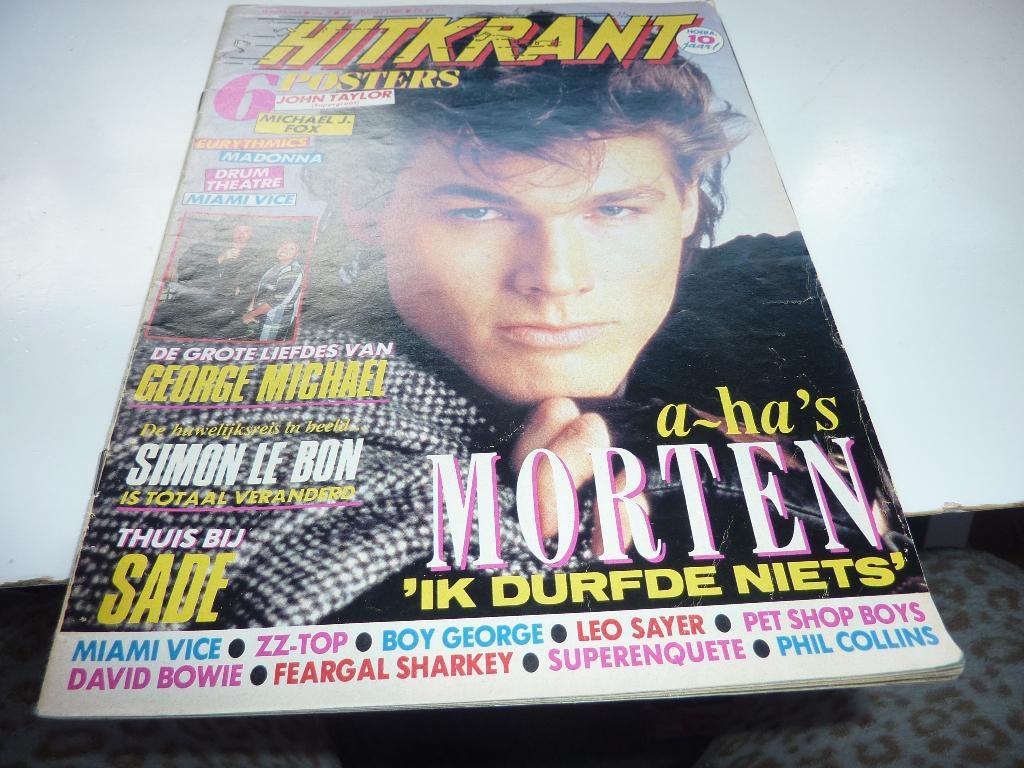 HITKRANT
HOERA
10
jaar!
6 POSTERS
JOHN TAYLOR
(supergroot)
MICHAEL J.
FOX
EURYTHMICS
MADONNA
DRUM
THEATRE
MIAMI VICE
DE GROTE LIEFDES VAN
GEORGE MICHAEL
De huwelijksreis in beeld...
SIMON LE BON
IS TOTAAL VERANDERD
THUIS BIJ
SADE
a-ha's
MORTEN
'IK DURFDE NIETS'
MIAMI VICE • ZZ-TOP • BOY GEORGE • LEO SAYER • PET SHOP BOYS
DAVID BOWIE • FEARGAL SHARKEY • SUPERENQUETE • PHIL COLLINS